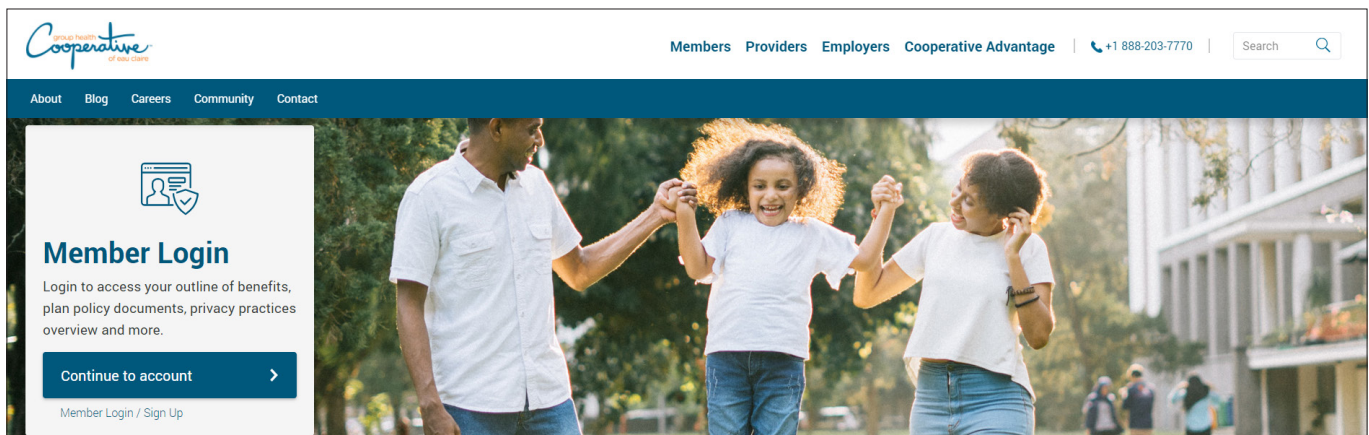 group health
Cooperative
of eau claire
Members Providers Employers Cooperative Advantage | +1 888-203-7770 | Search
About Blog Careers Community Contact
Member Login
Login to access your outline of benefits,
plan policy documents, privacy practices
overview and more.
Continue to account
Member Login / Sign Up